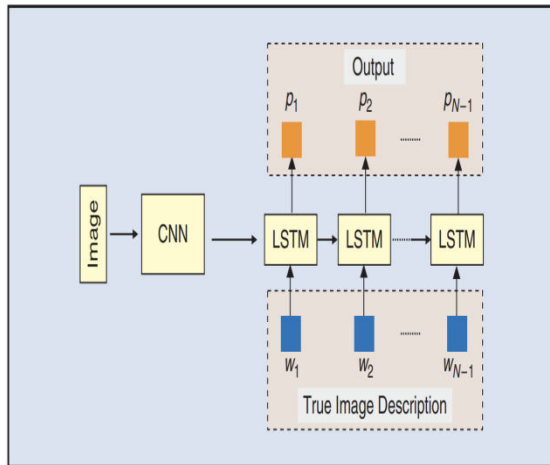 Output
p1 p2 pN−1
Image CNN LSTM LSTM LSTM
w1 w2 wN−1
True Image Description